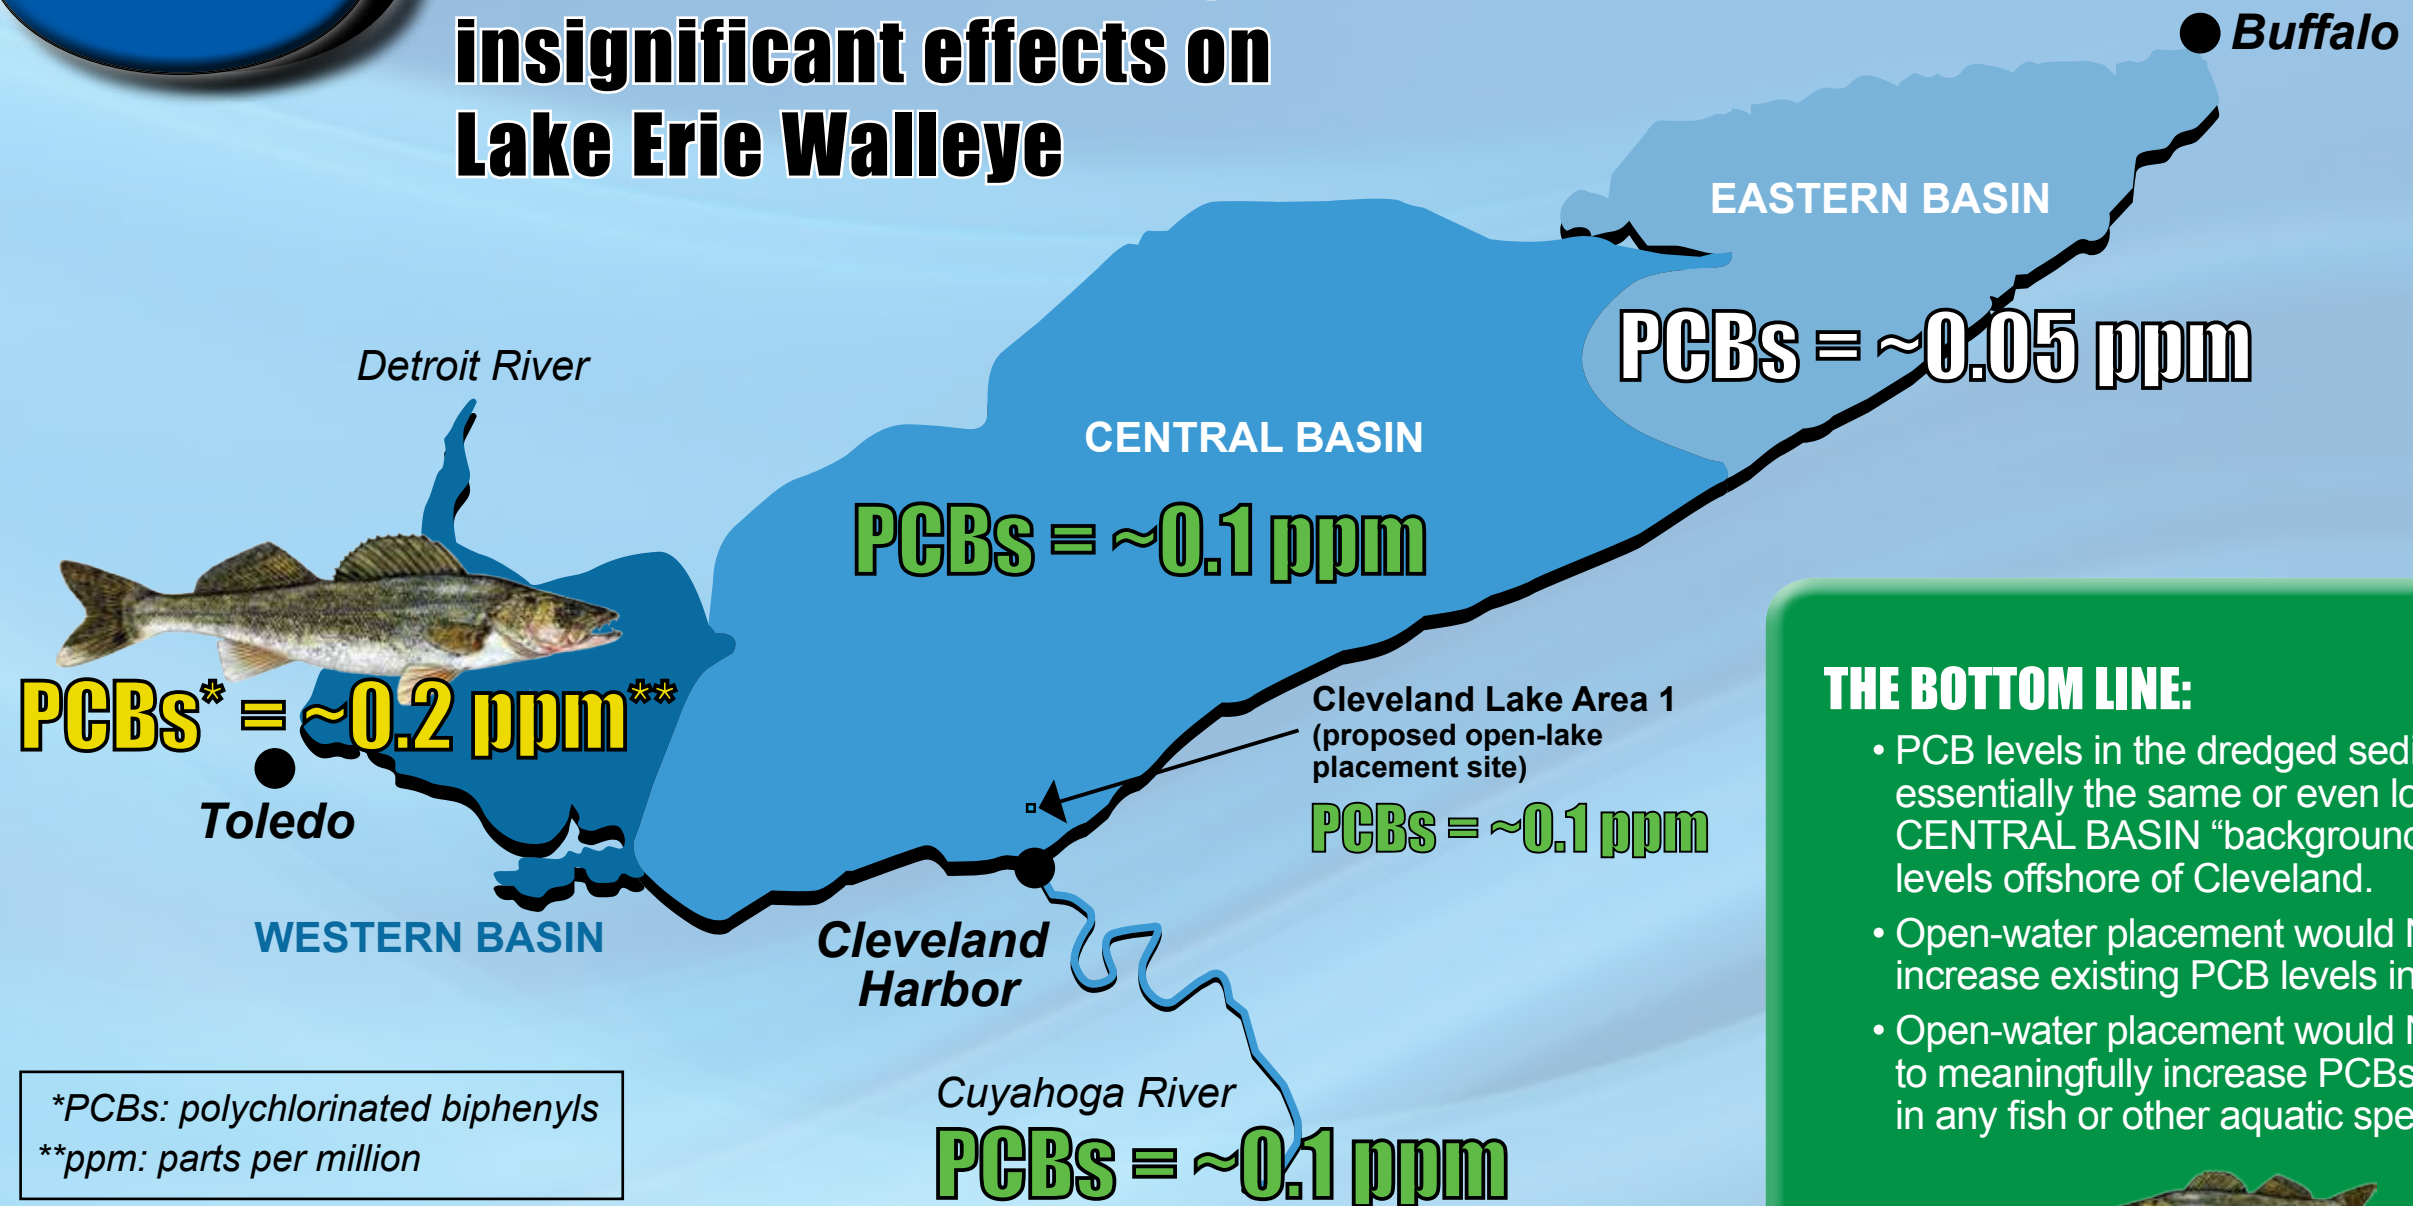 insignificant effects on
Lake Erie Walleye
Buffalo
EASTERN BASIN
PCBs = ~0.05 ppm
Detroit River
CENTRAL BASIN
PCBs = ~0.1 ppm
PCBs* = ~0.2 ppm**
Toledo
WESTERN BASIN
Cleveland Lake Area 1
(proposed open-lake
placement site)
PCBs = ~0.1 ppm
Cleveland
Harbor
Cuyahoga River
PCBs = ~0.1 ppm
*PCBs: polychlorinated biphenyls
**ppm: parts per million
THE BOTTOM LINE:
• PCB levels in the dredged
essentially the same or even
CENTRAL BASIN “background
levels offshore of Cleveland.
• Open-water placement would
increase existing PCB levels in
• Open-water placement would
to meaningfully increase PCBs
in any fish or other aquatic